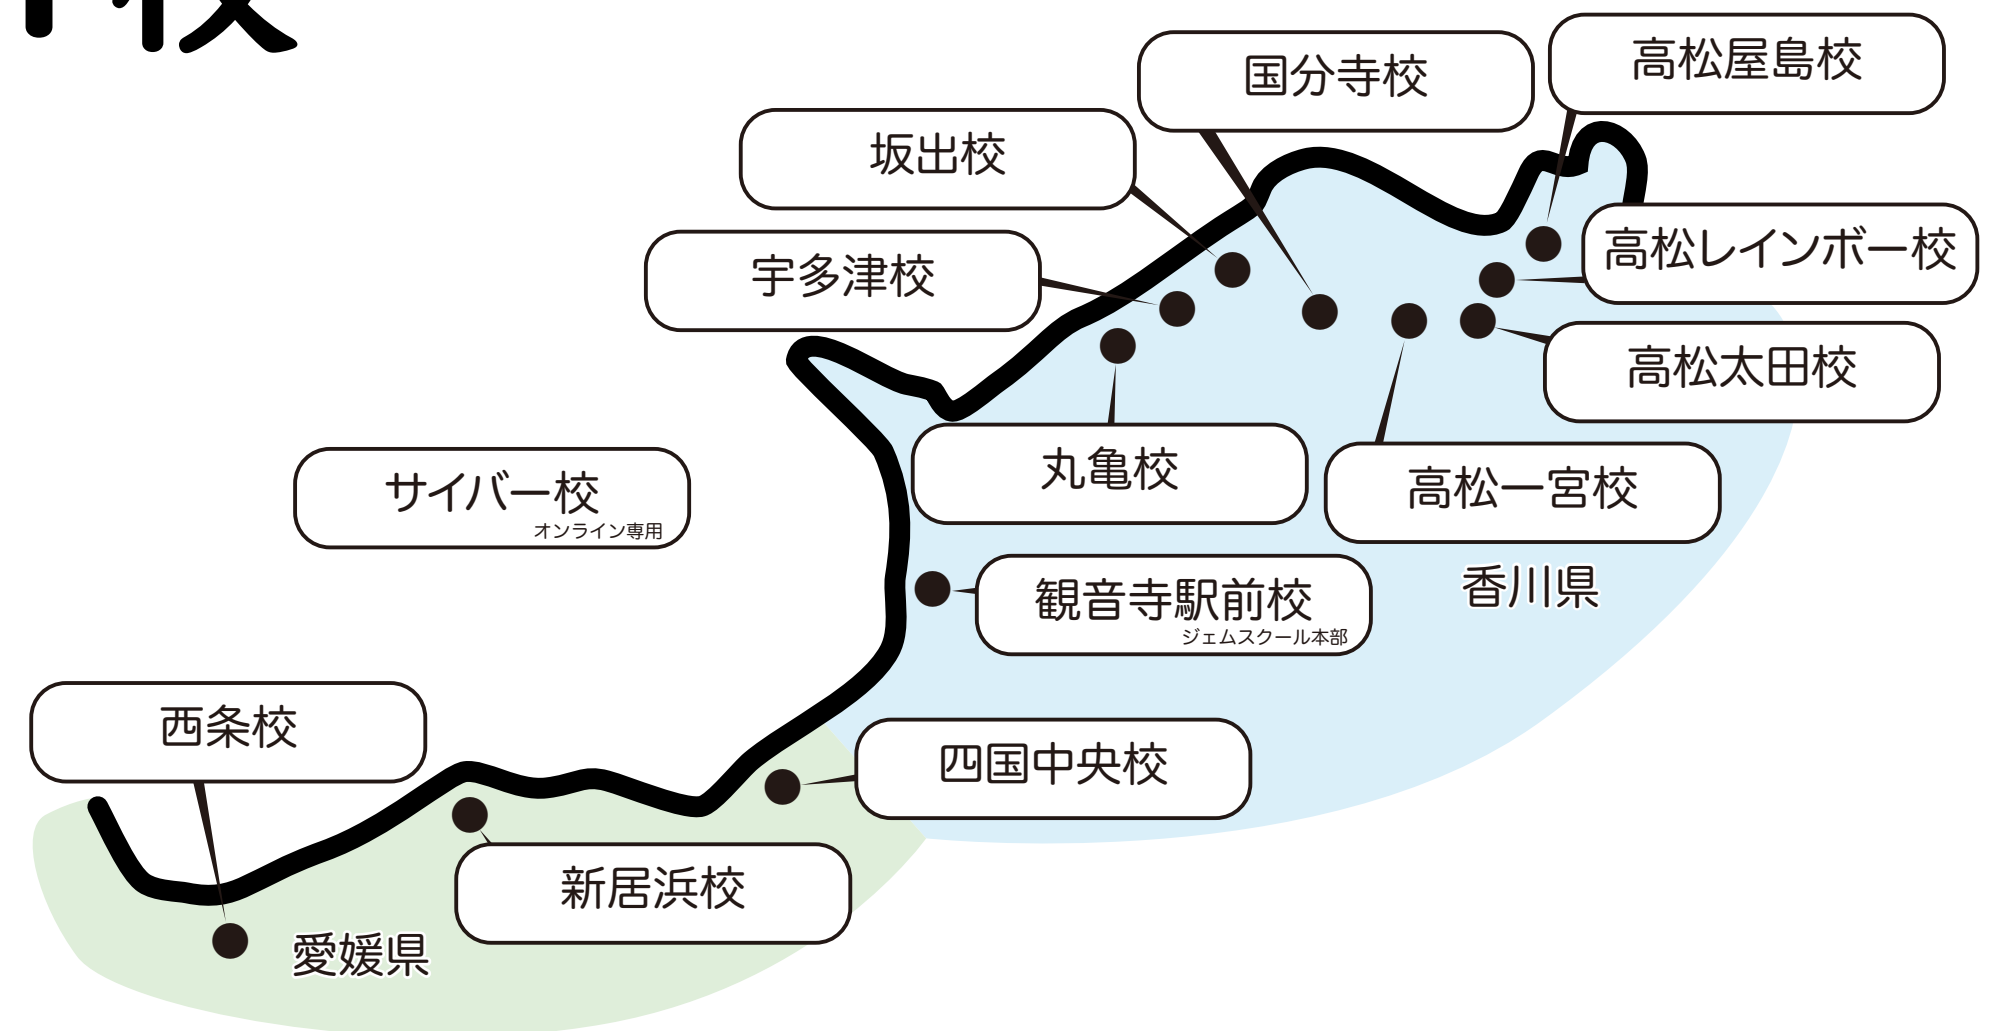 校
高松屋島校
国分寺校
坂出校
高松レインボー校
宇多津校
高松太田校
丸亀校
高松一宮校
サイバー校
オンライン専用
観音寺駅前校
ジェムスクール本部
香川県
西条校
四国中央校
新居浜校
愛媛県